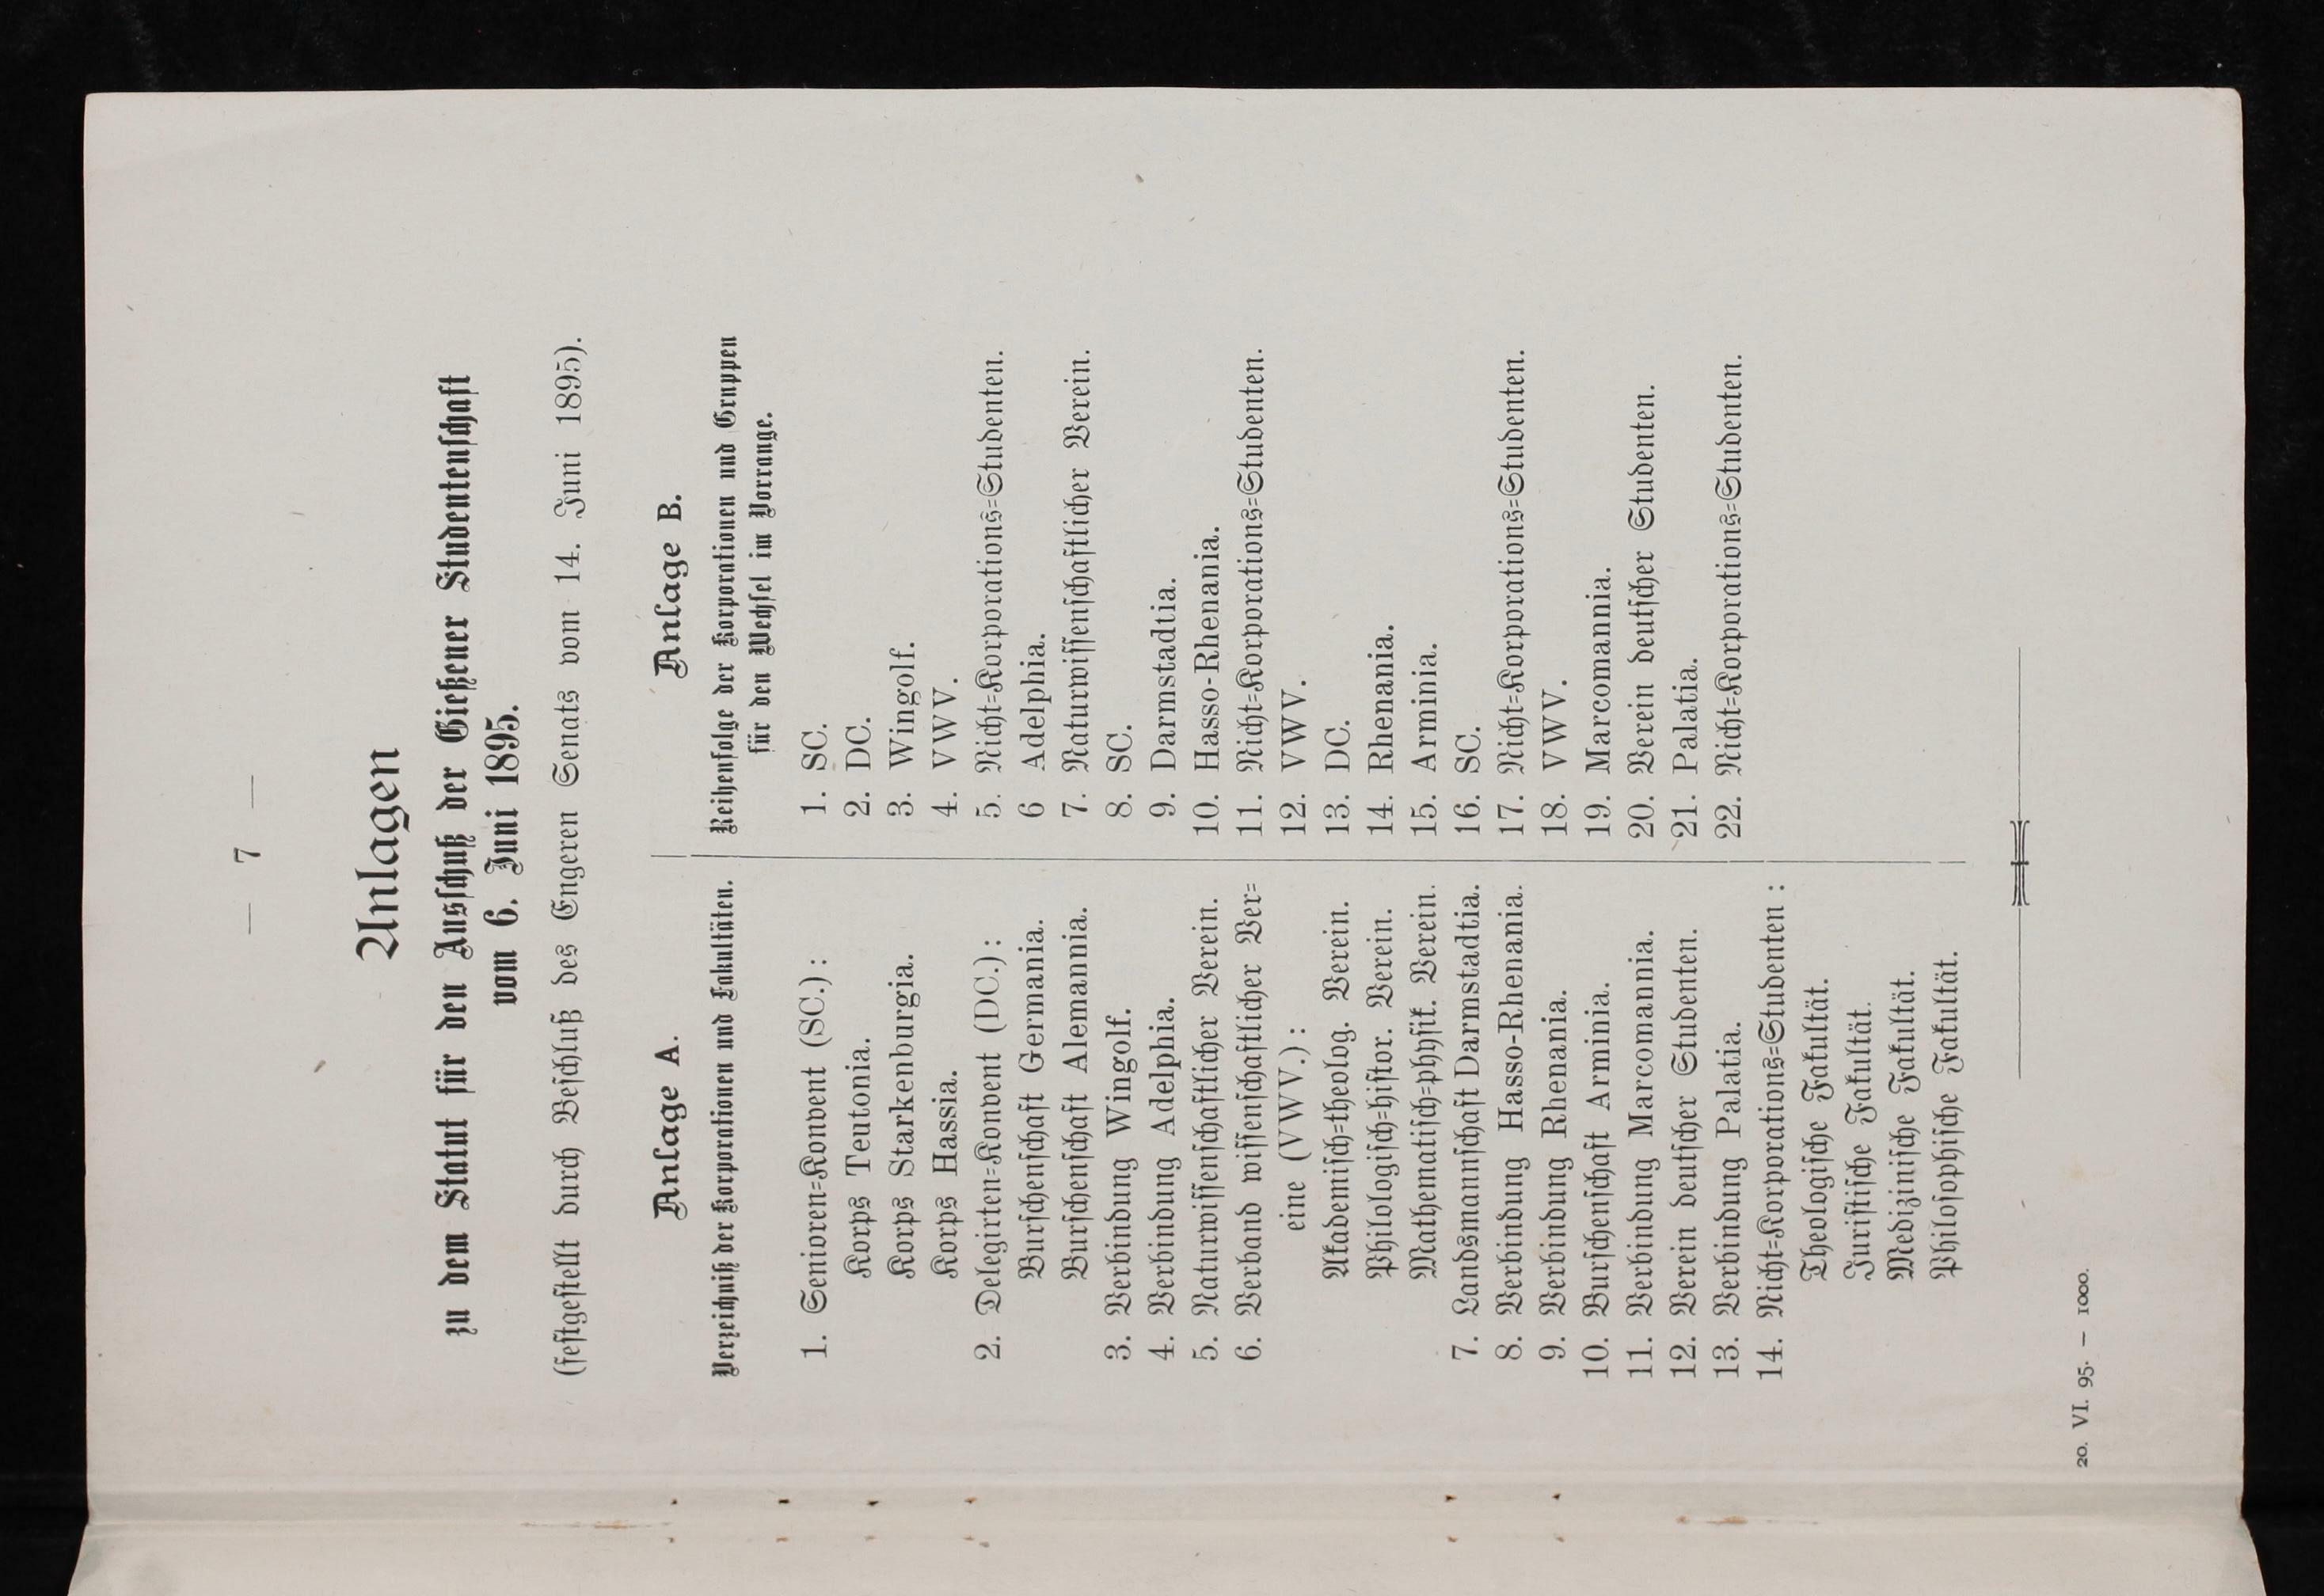 — 7 —
Anlagen
zu dem Statut für den Ausschuß der Gießener Studentenschaft
vom 6. Juni 1895.
(festgestellt durch Beschluß des Engeren Senats vom 14. Juni 1895).
Anlage A.
Verzeichniß der Korporationen und Fakultäten.
1. Senioren=Konvent (SC.) :
Korps Teutonia.
Korps Starkenburgia.
Korps Hassia.
2. Delegirten=Konvent (DC.) :
Burschenschaft Germania.
Burschenschaft Alemannia.
3. Verbindung Wingolf.
4. Verbindung Adelphia.
5. Naturwissenschaftlicher Verein.
6. Verband wissenschaftlicher Ver=
eine (VWV.) :
Akademisch=theolog. Verein.
Philologisch=histor. Verein.
Mathematisch=physik. Verein.
7. Landsmannschaft Darmstadtia.
8. Verbindung Hasso-Rhenania.
9. Verbindung Rhenania.
10. Burschenschaft Arminia.
11. Verbindung Marcomannia.
12. Verein deutscher Studenten.
13. Verbindung Palatia.
14. Nicht=Korporations=Studenten :
Theologische Fakultät.
Juristische Fakultät.
Medizinische Fakultät.
Philosophische Fakultät.
Anlage B.
Reihenfolge der Korporationen und Gruppen
für den Wechsel im Vorrange.
1. SC.
2. DC.
3. Wingolf.
4. VWV.
5. Nicht=Korporations=Studenten.
6 Adelphia.
7. Naturwissenschaftlicher Verein.
8. SC.
9. Darmstadtia.
10. Hasso-Rhenania.
11. Nicht=Korporations=Studenten.
12. VWV.
13. DC.
14. Rhenania.
15. Arminia.
16. SC.
17. Nicht=Korporations=Studenten.
18. VWV.
19. Marcomannia.
20. Verein deutscher Studenten.
21. Palatia.
22. Nicht=Korporations=Studenten.
20. VI. 95. — 1000.